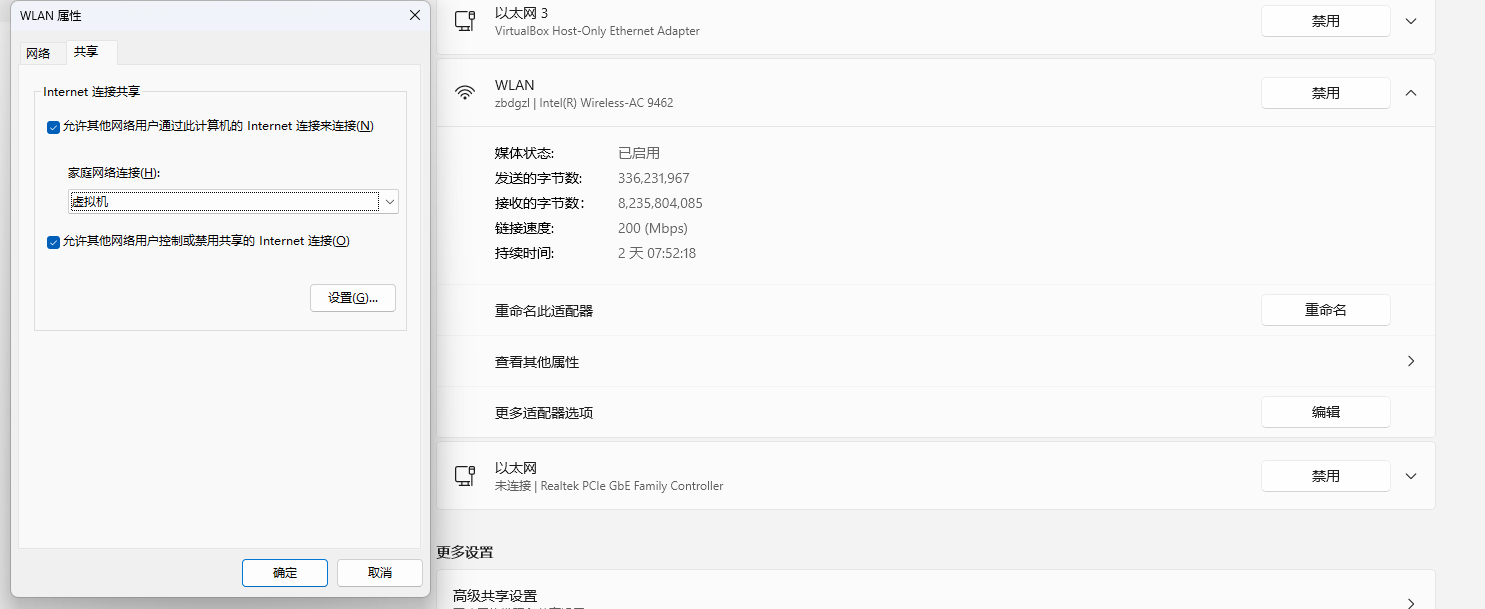 WLAN 属性
网络
共享
Internet 连接共享
允许其他网络用户通过此计算机的 Internet 连接来连接(N)
家庭网络连接(H):
虚拟机
允许其他网络用户控制或禁用共享的 Internet 连接(O)
设置(G)...
确定
取消
以太网 3
VirtualBox Host-Only Ethernet Adapter
禁用
WLAN
zbdgzl | Intel(R) Wireless-AC 9462
禁用
媒体状态: 已启用
发送的字节数: 336,231,967
接收的字节数: 8,235,804,085
链接速度: 200 (Mbps)
持续时间: 2 天 07:52:18
重命名此适配器
重命名
查看其他属性
更多适配器选项
编辑
以太网
未连接 | Realtek PCIe GbE Family Controller
禁用
更多设置
高级共享设置